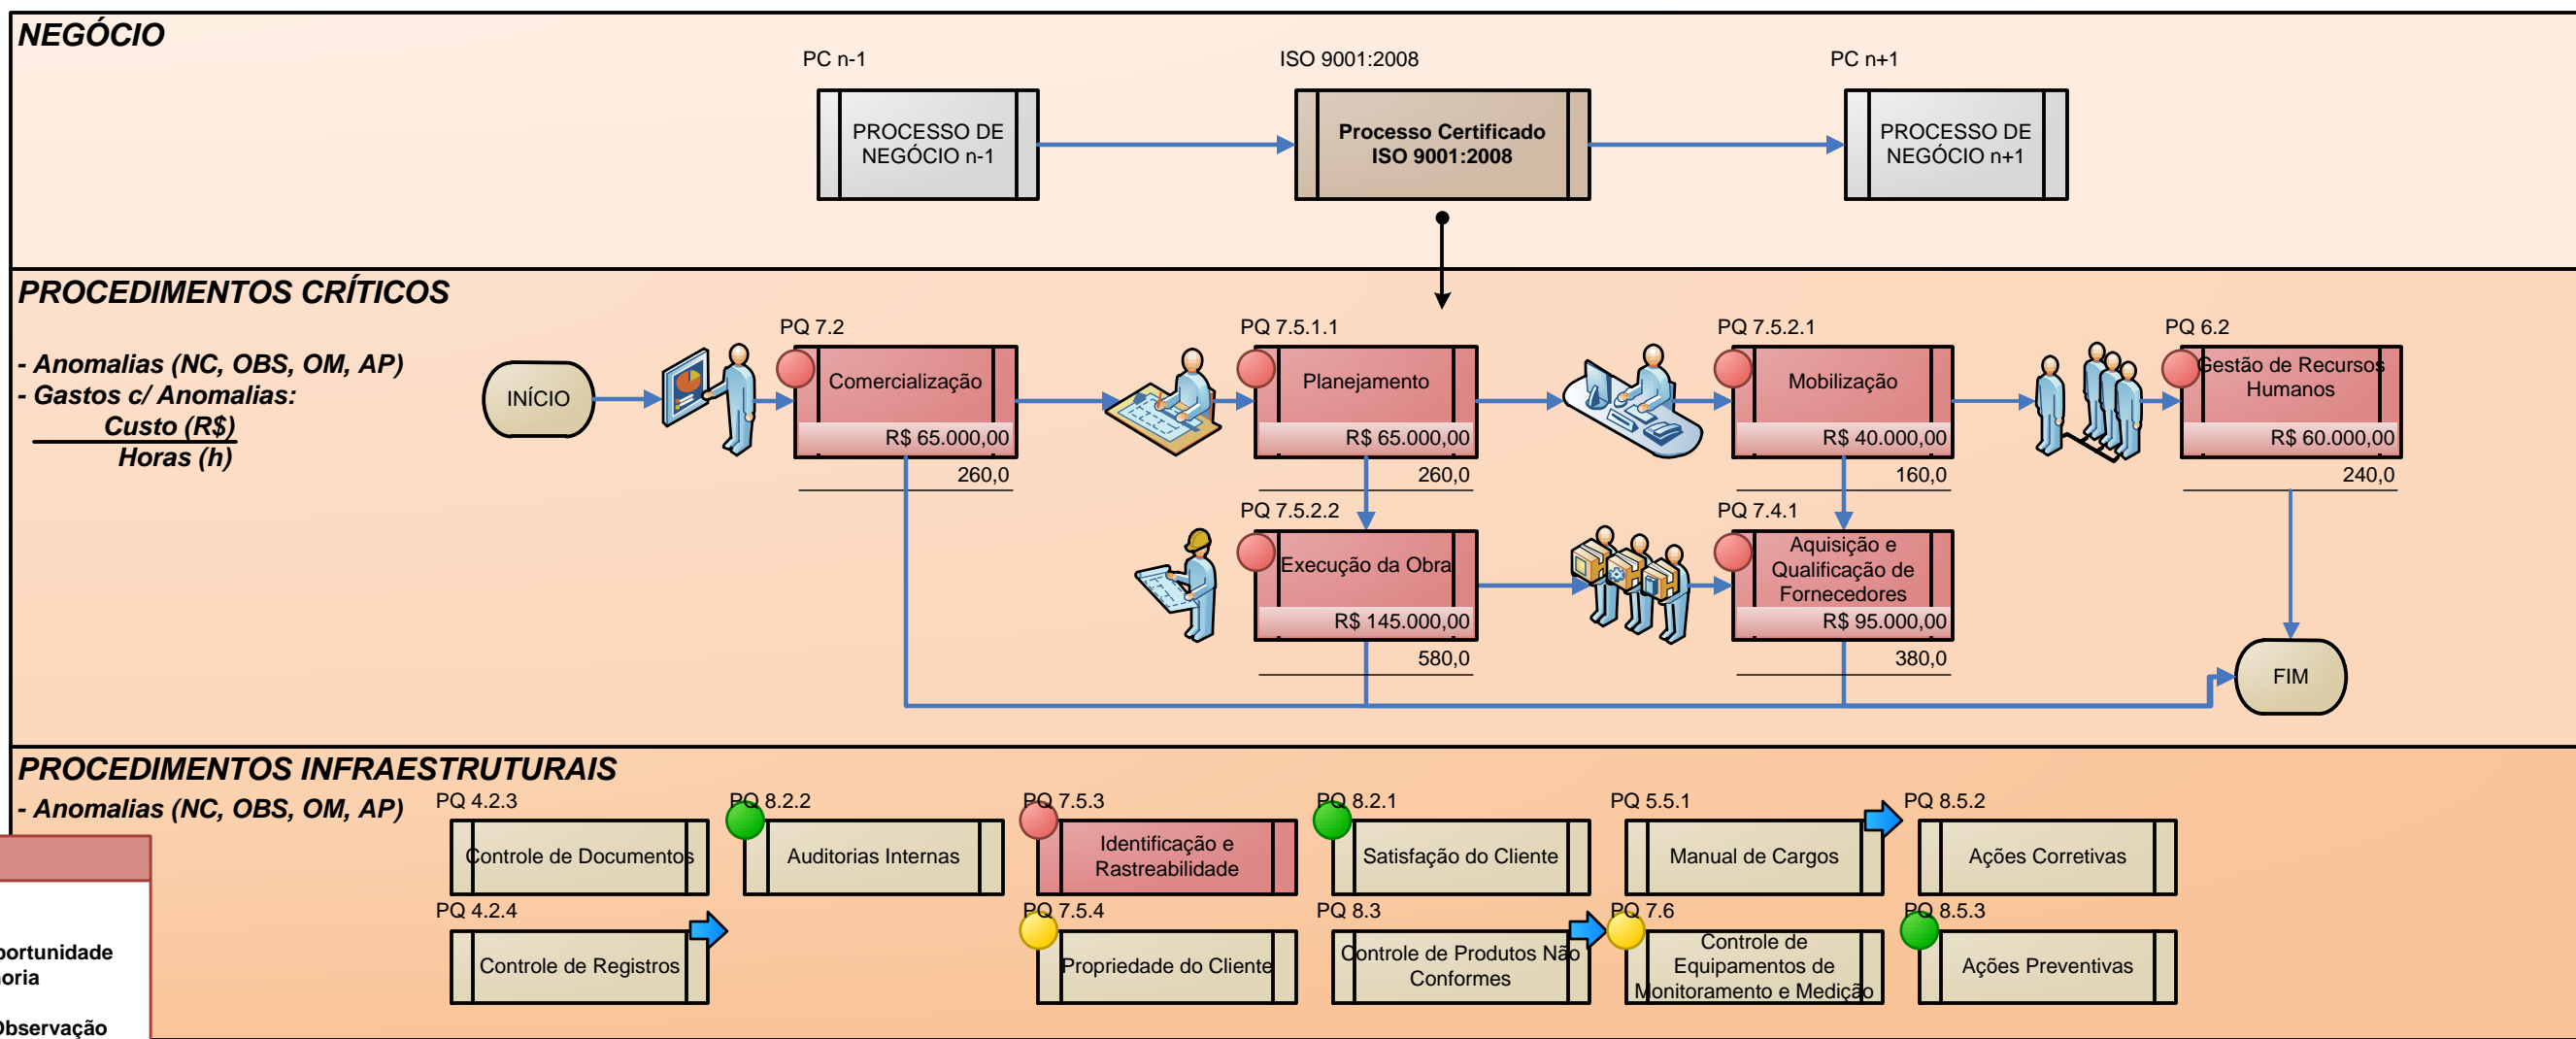 NEGÓCIO
PC n-1
ISO 9001:2008
PC n+1
PROCESSO DE
NEGÓCIO n-1
Processo Certificado
ISO 9001:2008
PROCESSO DE
NEGÓCIO n+1
PROCEDIMENTOS CRÍTICOS
- Anomalias (NC, OBS, OM, AP)
- Gastos c/ Anomalias:
Custo (R$)
Horas (h)
INÍCIO
PQ 7.2
Comercialização
R$ 65.000,00
260,0
PQ 7.5.1.1
Planejamento
R$ 65.000,00
260,0
PQ 7.5.2.1
Mobilização
R$ 40.000,00
160,0
PQ 6.2
Gestão de Recursos
Humanos
R$ 60.000,00
240,0
PQ 7.5.2.2
Execução da Obra
R$ 145.000,00
580,0
PQ 7.4.1
Aquisição e
Qualificação de
Fornecedores
R$ 95.000,00
380,0
FIM
PROCEDIMENTOS INFRAESTRUTURAIS
- Anomalias (NC, OBS, OM, AP)
PQ 4.2.3
Controle de Documentos
PQ 8.2.2
Auditorias Internas
PQ 7.5.3
Identificação e
Rastreabilidade
PQ 8.2.1
Satisfação do Cliente
PQ 5.5.1
Manual de Cargos
PQ 8.5.2
Ações Corretivas
PQ 4.2.4
Controle de Registros
PQ 7.5.4
Propriedade do Cliente
PQ 8.3
Controle de Produtos Não
Conformes
PQ 7.6
Controle de
Equipamentos de
Monitoramento e Medição
PQ 8.5.3
Ações Preventivas
portunidade
oria
Observação